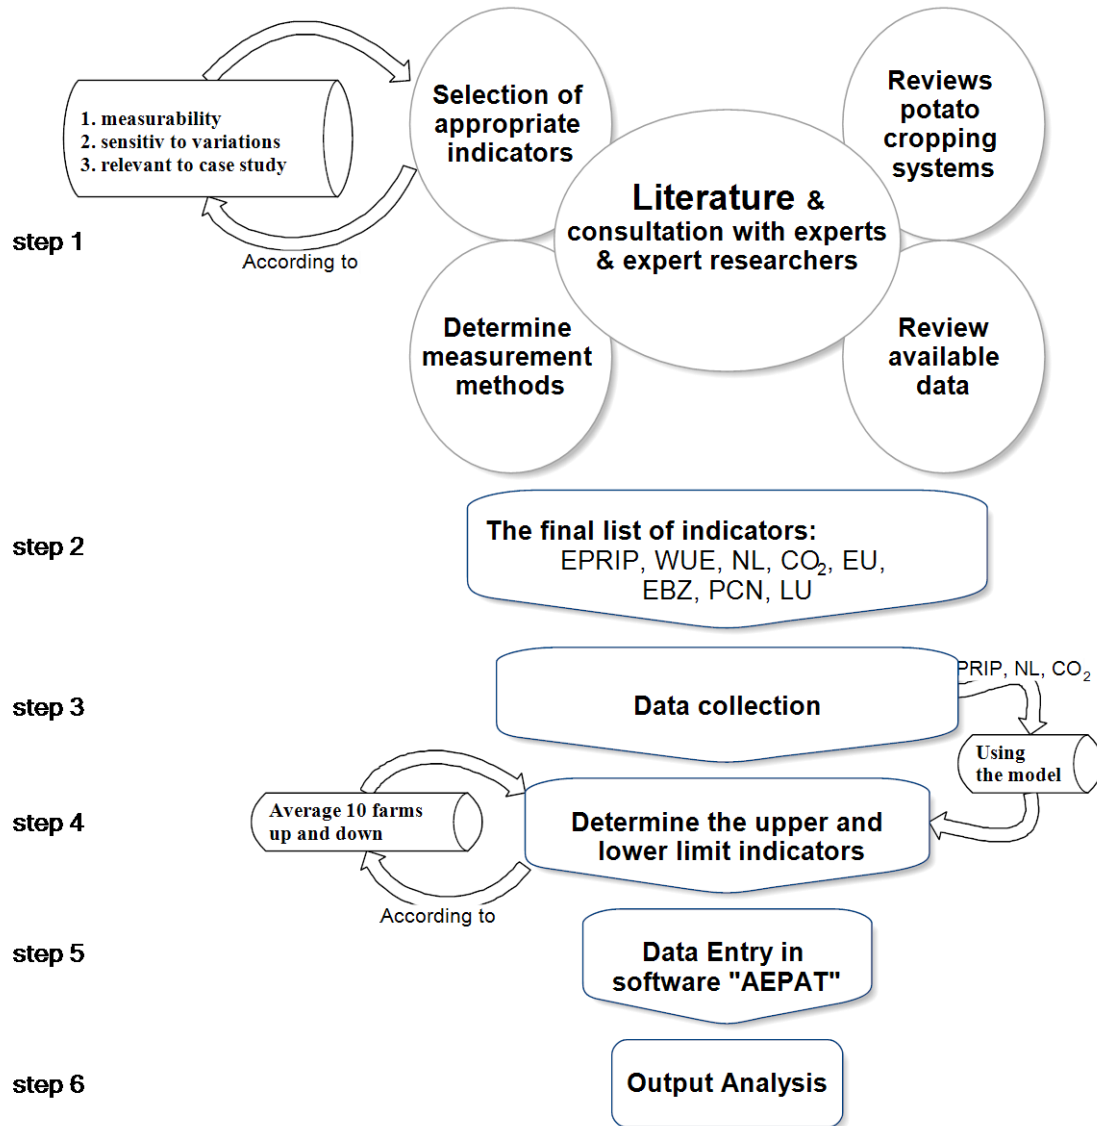 Selection of
appropriate
indicators
Reviews
potato
cropping
systems
1. measurability
2. sensitiv to variations
3. relevant to case study
Literature &
consultation with experts
& expert researchers
step 1
According to
Determine
measurement
methods
Review
available
data
step 2
The final list of indicators:
EPRIP, WUE, NL, CO₂, EU,
EBZ, PCN, LU
step 3
Data collection
PRIP, NL, CO₂
Using
the model
step 4
Average 10 farms
up and down
Determine the upper and
lower limit indicators
According to
step 5
Data Entry in
software "AEPAT"
step 6
Output Analysis